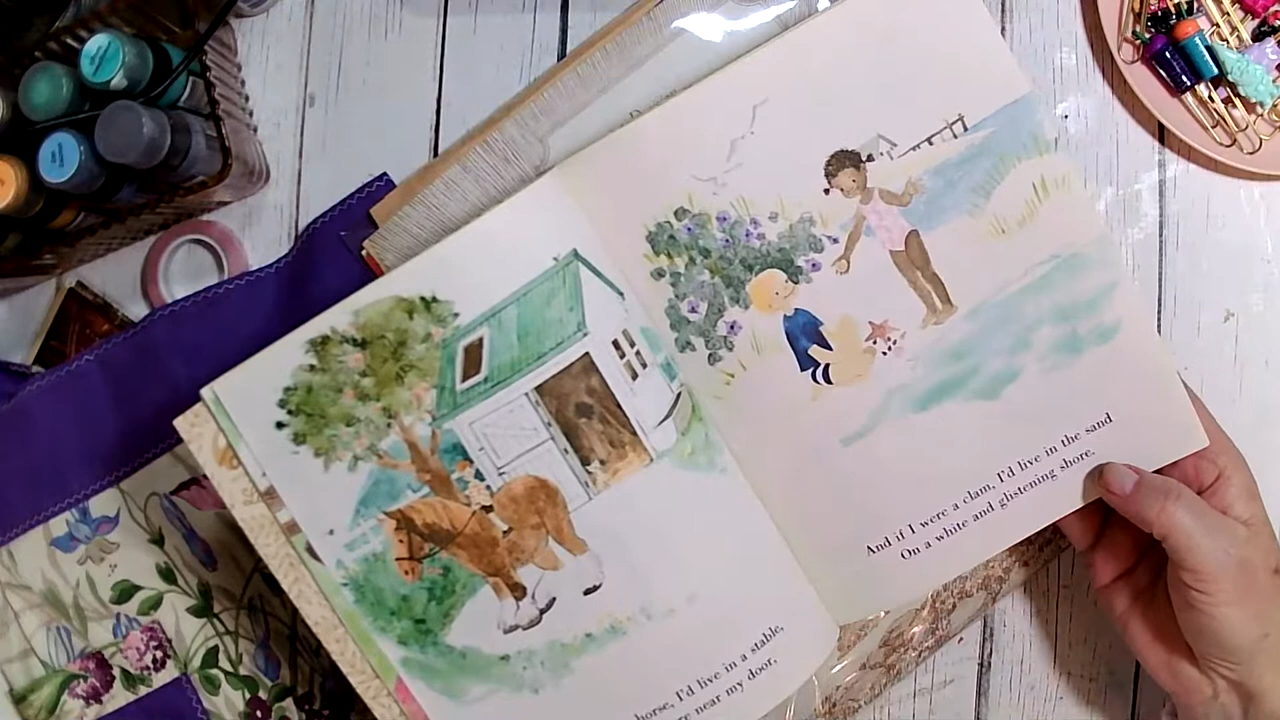 horse, I'd live in a stable,
near my door,
And if I were a clam, I'd live in the sand
On a white and glistening shore.